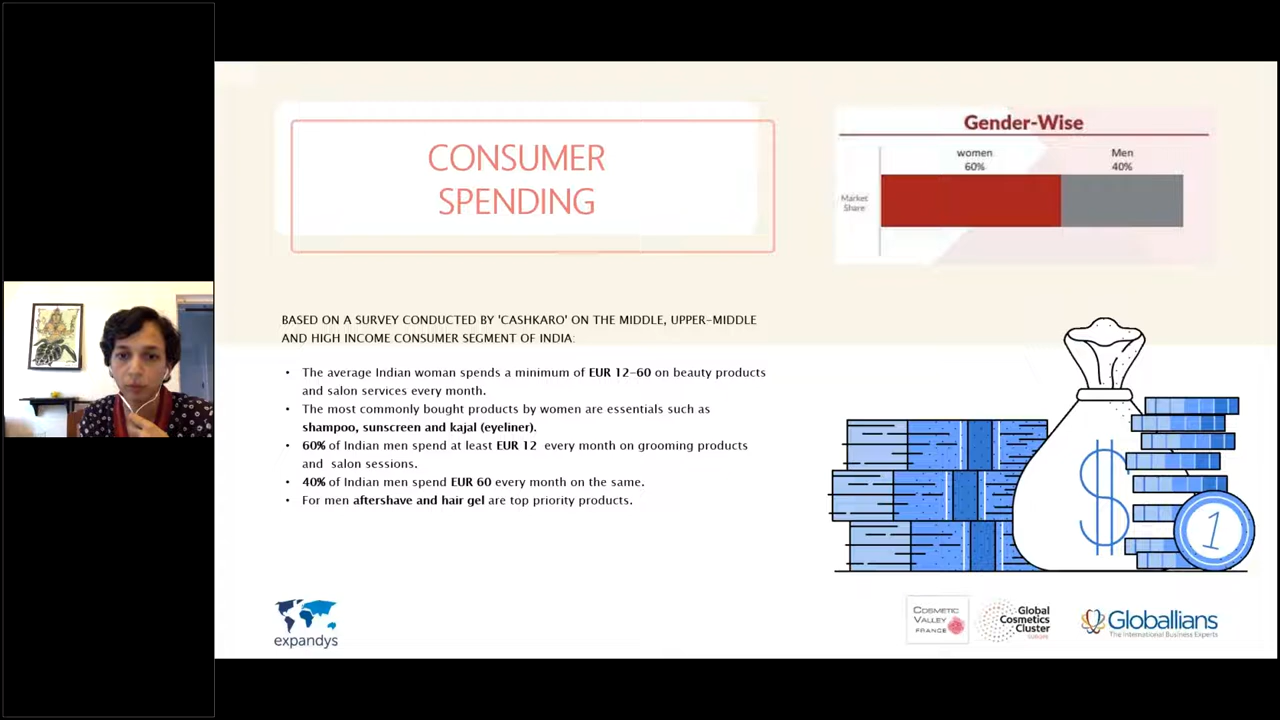 CONSUMER
SPENDING
Gender-Wise
women
60%
Men
40%
Market
Share
BASED ON A SURVEY CONDUCTED BY 'CASHKARO' ON THE MIDDLE, UPPER-MIDDLE
AND HIGH INCOME CONSUMER SEGMENT OF INDIA:
• The average Indian woman spends a minimum of EUR 12-60 on beauty products
and salon services every month.
• The most commonly bought products by women are essentials such as
shampoo, sunscreen and kajal (eyeliner).
• 60% of Indian men spend at least EUR 12 every month on grooming products
and salon sessions.
• 40% of Indian men spend EUR 60 every month on the same.
• For men aftershave and hair gel are top priority products.
$
1
expandys
COSMETIC
VALLEY
FRANCE
Global
Cosmetics
Cluster
EUROPE
Globallians
The International Business Experts